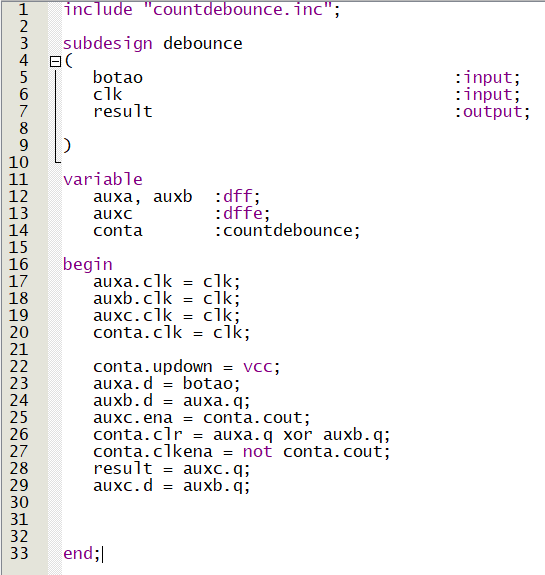 1 include "countdebounce.inc";
2
3 subdesign debounce
4 (
5 botao :input;
6 clk :input;
7 result :output;
8
9 )
10
11 variable
12 auxa, auxb :dff;
13 auxc :dffe;
14 conta :countdebounce;
15
16 begin
17 auxa.clk = clk;
18 auxb.clk = clk;
19 auxc.clk = clk;
20 conta.clk = clk;
21
22 conta.updown = vcc;
23 auxa.d = botao;
24 auxb.d = auxa.q;
25 auxc.ena = conta.cout;
26 conta.clr = auxa.q xor auxb.q;
27 conta.clkena = not conta.cout;
28 result = auxc.q;
29 auxc.d = auxb.q;
30
31
32
33 end;